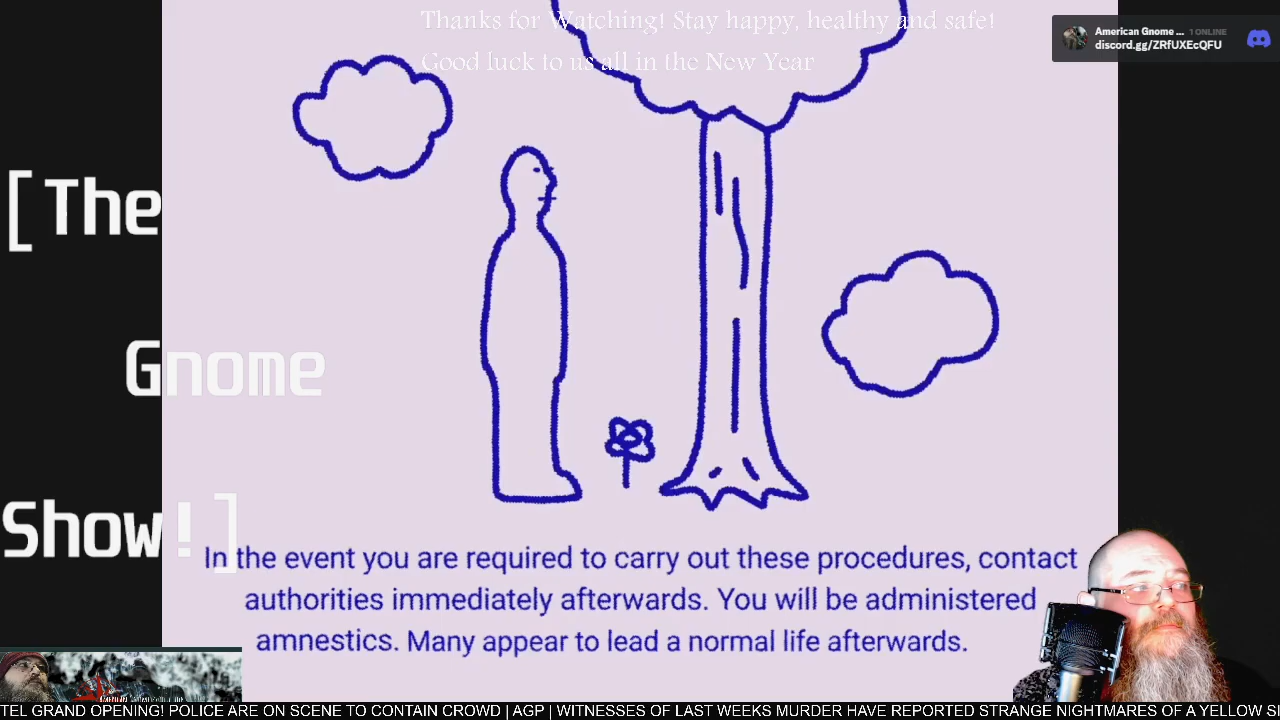 Thanks for Watching! Stay happy, healthy and safe!
Good luck to us all in the New Year
American Gnome ... 1 ONLINE
discord.gg/ZRfUXEcQFU
[The
Gnome
Show!]
In the event you are required to carry out these procedures, contact
authorities immediately afterwards. You will be administered
amnestics. Many appear to lead a normal life afterwards.
TEL GRAND OPENING! POLICE ARE ON SCENE TO CONTAIN CROWD | AGP | WITNESSES OF LAST WEEKS MURDER HAVE REPORTED STRANGE NIGHTMARES OF A YELLOW